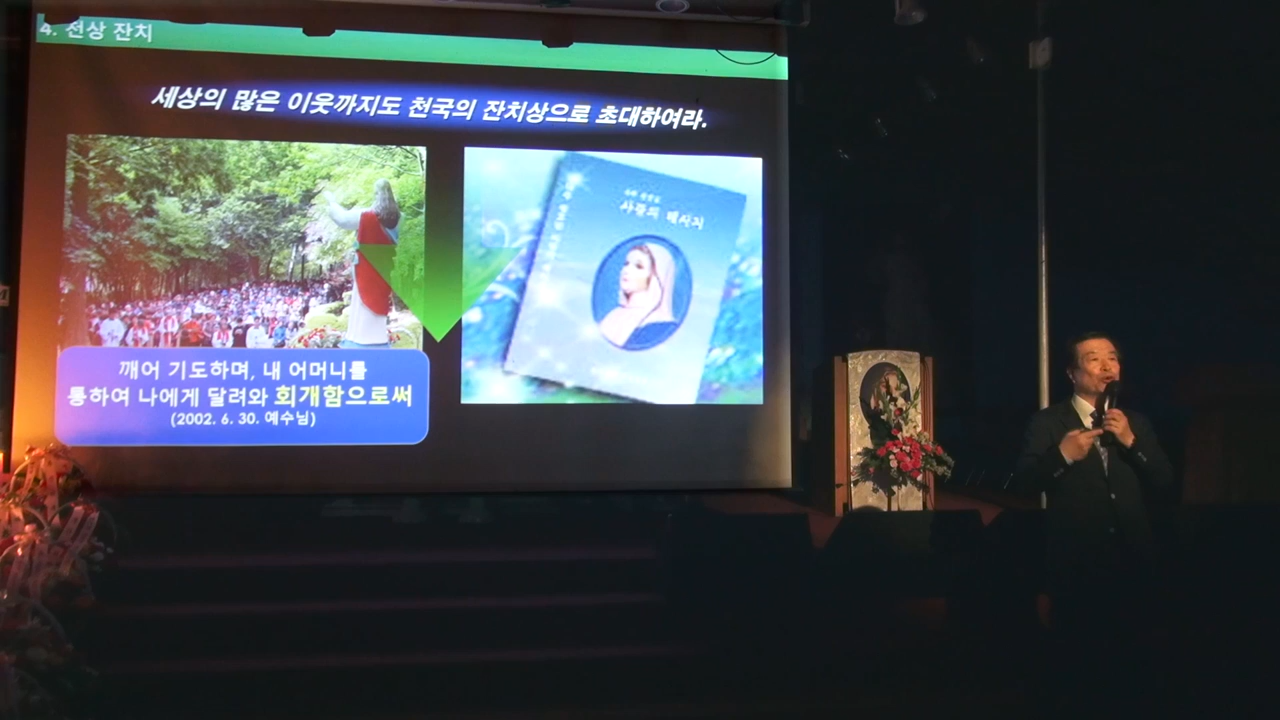 4. 천상 잔치
세상의 많은 이웃까지도 천국의 잔치상으로 초대하여라.
사랑의 메시지
깨어 기도하며, 내 어머니를
통하여 나에게 달려와 회개함으로써
(2002. 6. 30. 예수님)